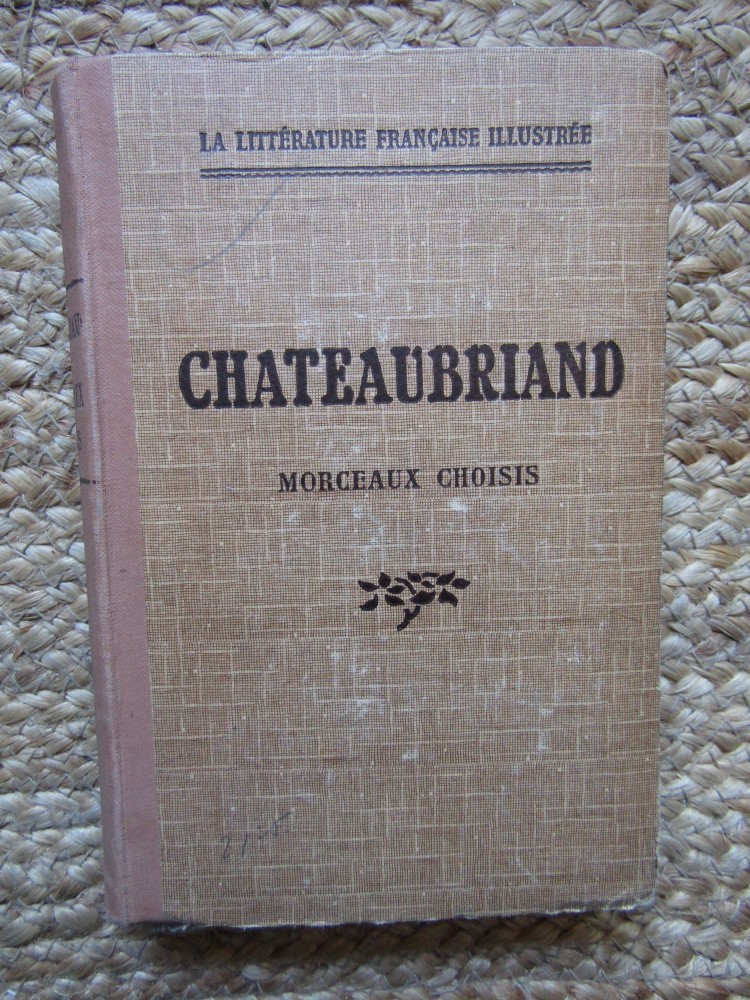 LA LITTÉRATURE FRANÇAISE ILLUSTRÉE
CHATEAUBRIAND
MORCEAUX CHOISIS